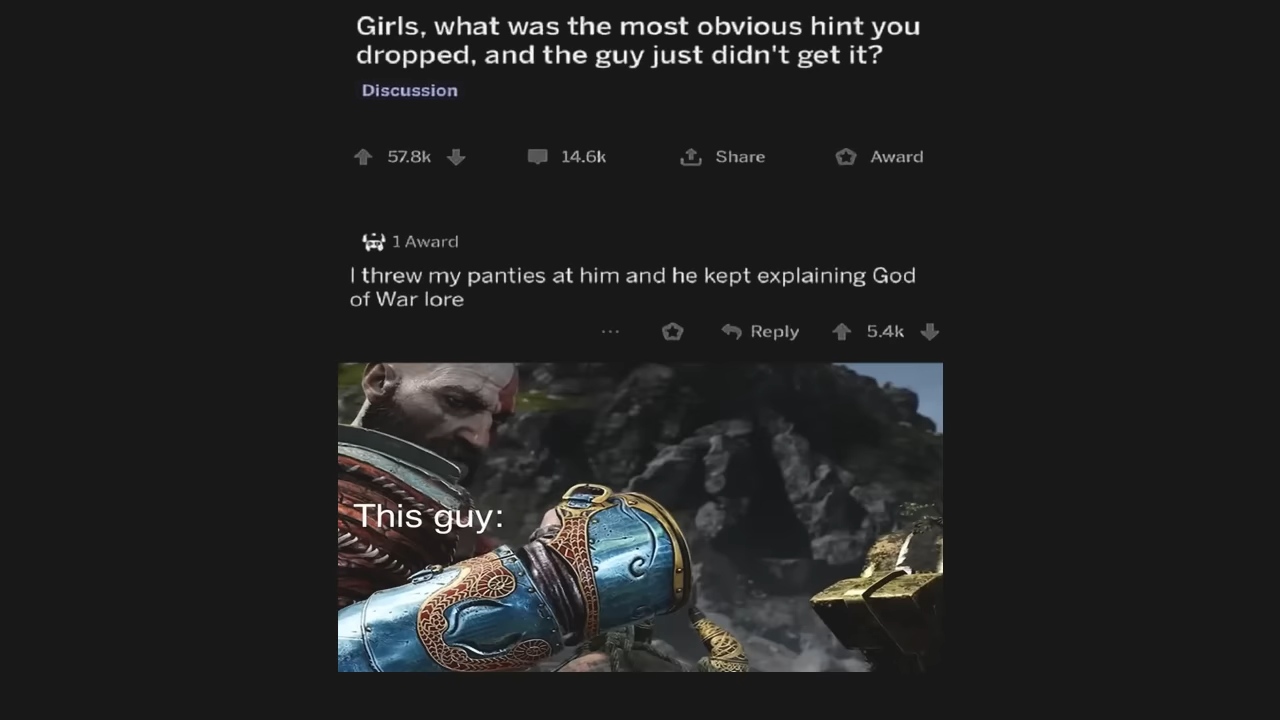 Girls, what was the most obvious hint you
dropped, and the guy just didn't get it?
Discussion
57.8k 14.6k Share Award
1 Award
I threw my panties at him and he kept explaining God
of War lore
... Reply 5.4k
This guy: